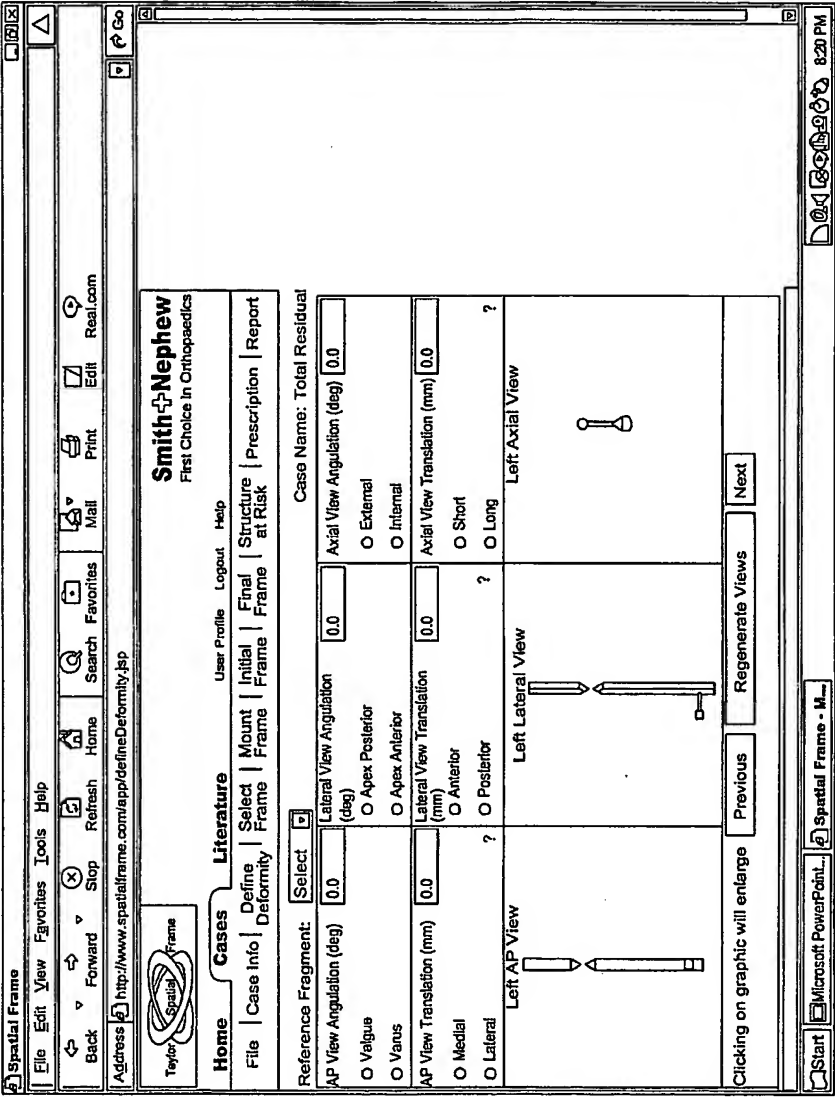 Spatial Frame
File Edit View Favorites Tools Help
Back Forward Stop Refresh Home Search Favorites Mail Print Edit Real.com
Address http://www.spatialframe.com/app/defineDeformity.jsp Go
Taylor Spatial Frame
Smith+Nephew
First Choice In Orthopaedics
Home Cases Literature User Profile Logout Help
File | Case Info | Define Deformity | Select Frame | Mount Frame | Initial Frame | Final Frame | Structure at Risk | Prescription | Report
Reference Fragment: Select Case Name: Total Residual
AP View Angulation (deg) 0.0
Valgue
Varus
Lateral View Angulation (deg) 0.0
Apex Posterior
Apex Anterior
Axial View Angulation (deg) 0.0
External
Internal
AP View Translation (mm) 0.0
Medial
Lateral ?
Lateral View Translation (mm) 0.0
Anterior
Posterior ?
Axial View Translation (mm) 0.0
Short
Long ?
Left AP View
Left Lateral View
Left Axial View
Clicking on graphic will enlarge Previous Regenerate Views Next
Start Microsoft PowerPoint... Spatial Frame - M... 8:20 PM